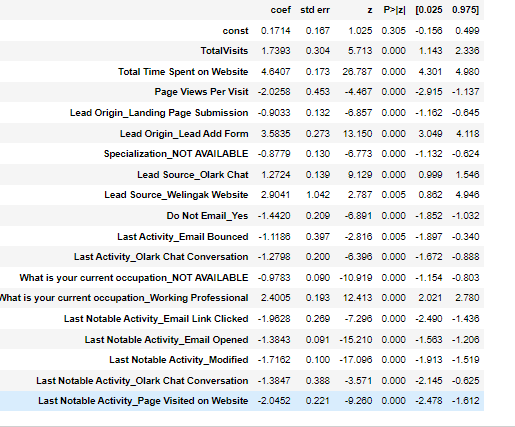 coef std err z P>|z| [0.025 0.975]
const 0.1714 0.167 1.025 0.305 -0.156 0.499
TotalVisits 1.7393 0.304 5.713 0.000 1.143 2.336
Total Time Spent on Website 4.6407 0.173 26.787 0.000 4.301 4.980
Page Views Per Visit -2.0258 0.453 -4.467 0.000 -2.915 -1.137
Lead Origin_Landing Page Submission -0.9033 0.132 -6.857 0.000 -1.162 -0.645
Lead Origin_Lead Add Form 3.5835 0.273 13.150 0.000 3.049 4.118
Specialization_NOT AVAILABLE -0.8779 0.130 -6.773 0.000 -1.132 -0.624
Lead Source_Olark Chat 1.2724 0.139 9.129 0.000 0.999 1.546
Lead Source_Welingak Website 2.9041 1.042 2.787 0.005 0.862 4.946
Do Not Email_Yes -1.4420 0.209 -6.891 0.000 -1.852 -1.032
Last Activity_Email Bounced -1.1186 0.397 -2.816 0.005 -1.897 -0.340
Last Activity_Olark Chat Conversation -1.2798 0.200 -6.396 0.000 -1.672 -0.888
What is your current occupation_NOT AVAILABLE -0.9783 0.090 -10.919 0.000 -1.154 -0.803
What is your current occupation_Working Professional 2.4005 0.193 12.413 0.000 2.021 2.780
Last Notable Activity_Email Link Clicked -1.9628 0.269 -7.296 0.000 -2.490 -1.436
Last Notable Activity_Email Opened -1.3843 0.091 -15.210 0.000 -1.563 -1.206
Last Notable Activity_Modified -1.7162 0.100 -17.096 0.000 -1.913 -1.519
Last Notable Activity_Olark Chat Conversation -1.3847 0.388 -3.571 0.000 -2.145 -0.625
Last Notable Activity_Page Visited on Website -2.0452 0.221 -9.260 0.000 -2.478 -1.612